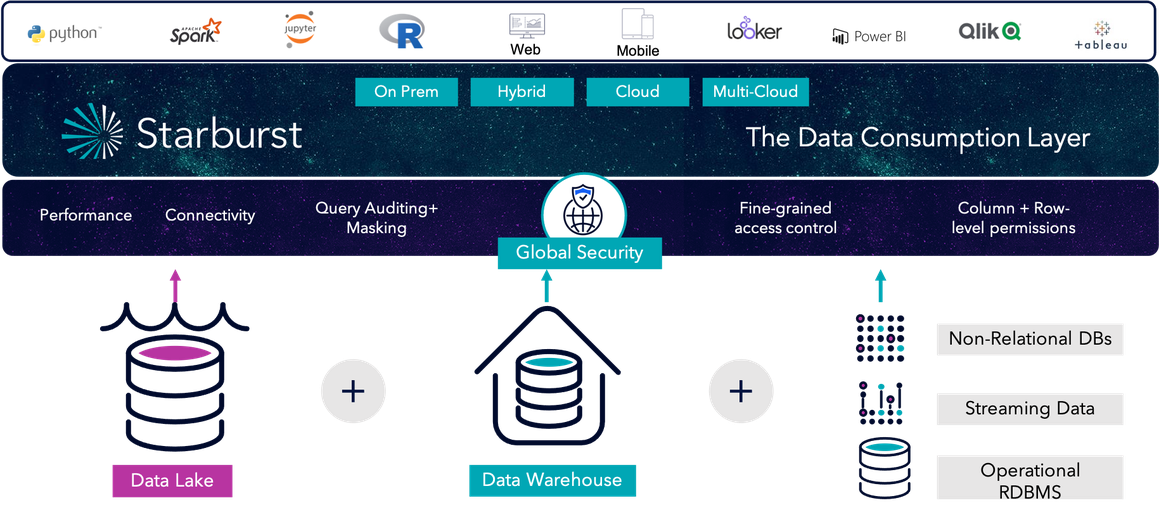 python™
APACHE
Spark™
jupyter
R
Web
Mobile
looker
Power BI
Qlik Q
+ableau
On Prem
Hybrid
Cloud
Multi-Cloud
Starburst
The Data Consumption Layer
Performance
Connectivity
Query Auditing+
Masking
Fine-grained
access control
Column + Row-
level permissions
Global Security
Non-Relational DBs
+
+
Streaming Data
Data Lake
Data Warehouse
Operational
RDBMS